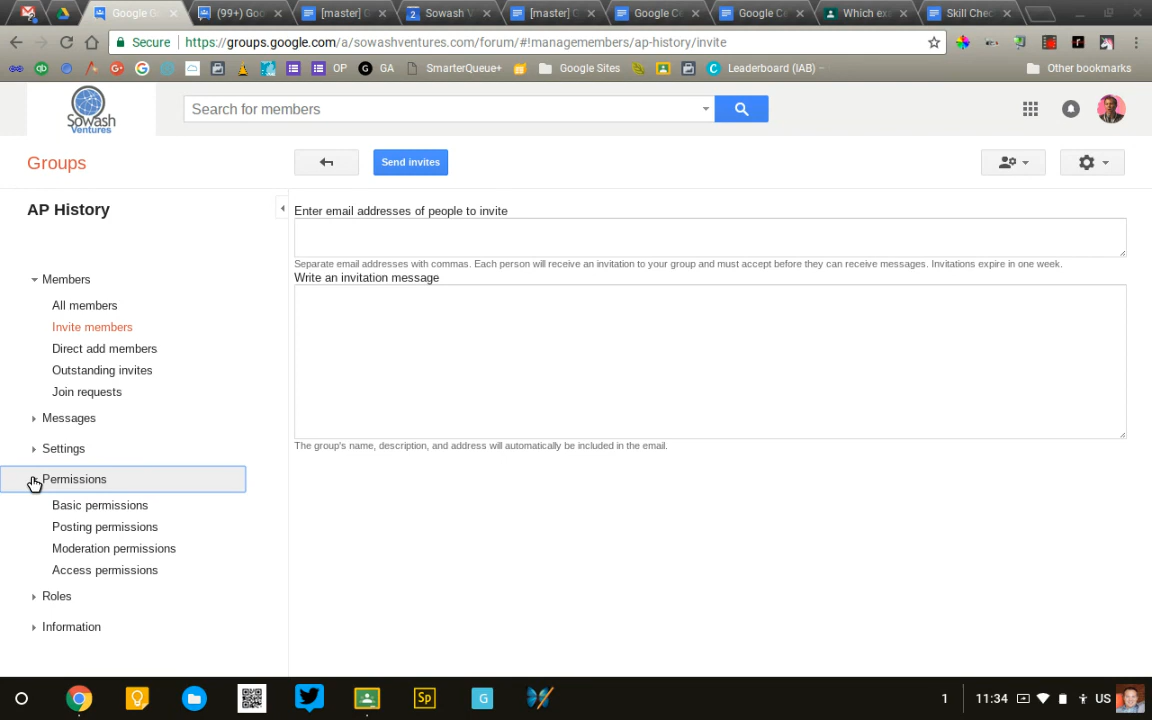 Google G
(99+) Goo
[master] G
2 Sowash
[master] G
Google Ce
Google Ce
Which ex
Skill Chec
Secure
https://groups.google.com/a/sowashventures.com/forum/#!managemembers/ap-history/invite
OP
GA
SmarterQueue+
Google Sites
Leaderboard (IAB) -
Other bookmarks
Sowash
Ventures
Search for members
Groups
Send invites
AP History
Enter email addresses of people to invite
Separate email addresses with commas. Each person will receive an invitation to your group and must accept before they can receive messages. Invitations expire in one week.
Write an invitation message
The group's name, description, and address will automatically be included in the email.
Members
All members
Invite members
Direct add members
Outstanding invites
Join requests
Messages
Settings
Permissions
Basic permissions
Posting permissions
Moderation permissions
Access permissions
Roles
Information
Sp
G
1
11:34
US